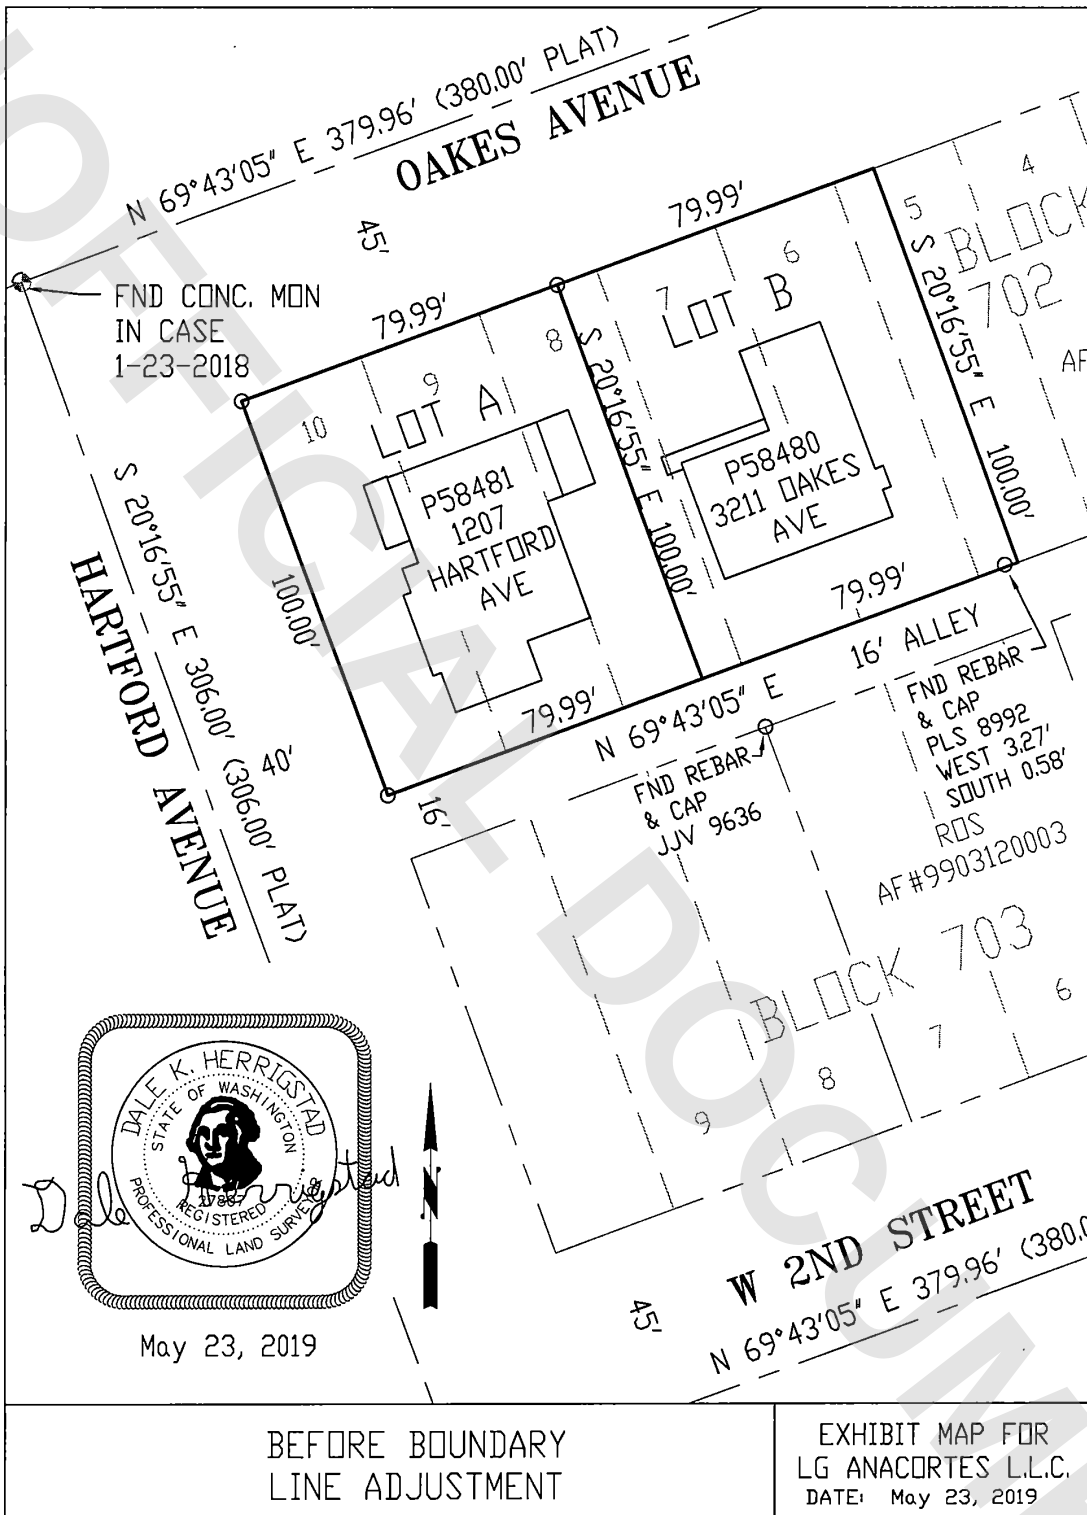 N 69°43'05" E 379.96' (380.00' PLAT)
OAKES AVENUE
45'
FND CONC. MON
IN CASE
1-23-2018
79.99'
79.99'
10
9
8
7
6
5
4
LOT A
LOT B
BLOCK
702
AF
S 20°16'55" E 100.00'
S 20°16'55" E 100.00'
P58481
1207
HARTFORD
AVE
P58480
3211 OAKES
AVE
100.00'
S 20°16'55" E 306.00' (306.00' PLAT)
HARTFORD AVENUE
40'
79.99'
79.99'
N 69°43'05" E
16' ALLEY
16'
FND REBAR
& CAP
JJV 9636
FND REBAR
& CAP
PLS 8992
WEST 3.27'
SOUTH 0.58'
ROS
AF#9903120003
BLOCK 703
9
8
7
6
W 2ND STREET
45'
N 69°43'05" E 379.96' (380.0
DALE K. HERRIGSTAD
STATE OF WASHINGTON
REGISTERED
PROFESSIONAL LAND SURVEYOR
Dale Herrigstad
N
May 23, 2019
BEFORE BOUNDARY
LINE ADJUSTMENT
EXHIBIT MAP FOR
LG ANACORTES L.L.C.
DATE: May 23, 2019
OFFICIAL DOCUME